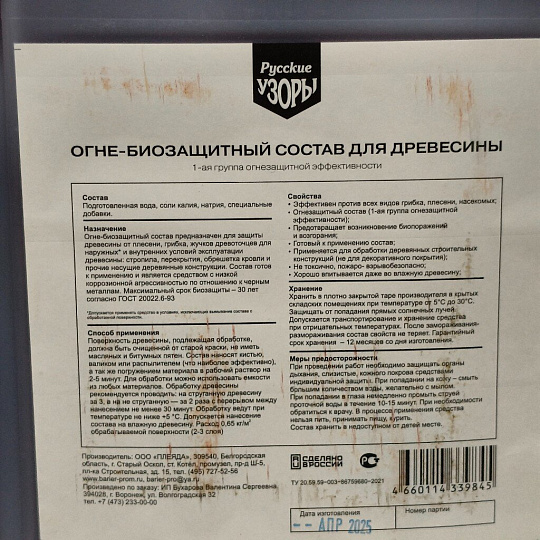 Русские
УЗОРЫ
ОГНЕ-БИОЗАЩИТНЫЙ СОСТАВ ДЛЯ ДРЕВЕСИНЫ
1-ая группа огнезащитной эффективности
Состав
Подготовленная вода, соли калия, натрия, специальные
добавки.
Назначение
Огне-биозащитный состав предназначен для защиты
древесины от плесени, грибка, жучков древоточцев для
наружных* и внутренних условий эксплуатации
древесины: стропила, перекрытия, обрешетка кровли и
прочие несущие деревянные конструкции. Состав готов
к применению и является средством с низкой
коррозионной агрессивностью по отношению к черным
металлам. Максимальный срок биозащиты – 30 лет
согласно ГОСТ 20022.6-93
*Допускается применять средство в условиях, исключающий вымывание состава с
обработанной поверхности.
Способ применения
Поверхность древесины, подлежащая обработке,
должна быть очищенной от старой краски, не иметь
масляных и битумных пятен. Состав наносят кистью,
валиком или распылителем (что наиболее эффективно),
а так же погружением материала в рабочий раствор на
2-5 минут. Для обработки можно использовать емкости
из любых материалов. Обработку древесины
рекомендуется проводить: на струганную древесину
за 3, а на не струганную — за 2 раза с перерывом между
нанесением не менее 30 минут. Обработку ведут при
температуре не ниже +5 °С. Допускается нанесение
состава на влажную древесину. Расход 0,65 кг/м²
обрабатываемой поверхности (2-3 слоя)
Свойства
• Эффективен против всех видов грибка, плесени, насекомых;
• Огнезащитный состав (1-ая группа огнезащитной
эффективности);
• Предотвращает возникновение биопоражений
и возгорания;
• Готовый к применению состав;
• Применяется для обработки деревянных строительных
конструкций (не для декоративного покрытия);
• Не токсично, пожаро- взрывобезопасно;
• Хорошо впитывается даже во влажную древесину;
Хранение
Хранить в плотно закрытой таре производителя в крытых
складских помещениях при температуре от 5°С до 30°С.
Защищать от попадания прямых солнечных лучей
Допускается транспортирование и хранение средства
при отрицательных температурах. После замораживания-
размораживания состав свойств не теряет. Гарантийный
срок хранения – 12 месяцев со дня изготовления.
Меры предосторожности
При проведении работ необходимо защищать органы
дыхания, слизистые, кожного покрова средствами
индивидуальной защиты. При попадании на кожу – смыть
большим количеством воды, желательно с мылом.
При попадании в глаза немедленно промыть струей
проточной воды в течение 10-15 минут. При необходимости
обратиться к врачу. В процессе применения средства
нельзя пить, принимать пищу, курить.
Состав хранить в недоступном от детей месте.
Производитель: ООО «ПЛЕЯДА», 309540, Белгородская
область, г. Старый Оскол, ст. Котел, промузел, пр-д Ш-5,
пл-ка Строительная, зд. 15, тел. (495) 727-52-56
www.barier-prom.ru, barier-pro@ya.ru
Произведено по заказу: ИП Бухарова Валентина Сергеевна,
394028, г. Воронеж, ул. Волгоградская 32
тел. +7 (473) 233-00-00
СДЕЛАНО
В РОССИИ
ТУ 20.59.59-003-86759680-2021
4 660114 339845
Дата изготовления
-- АПР 2025
Номер партии